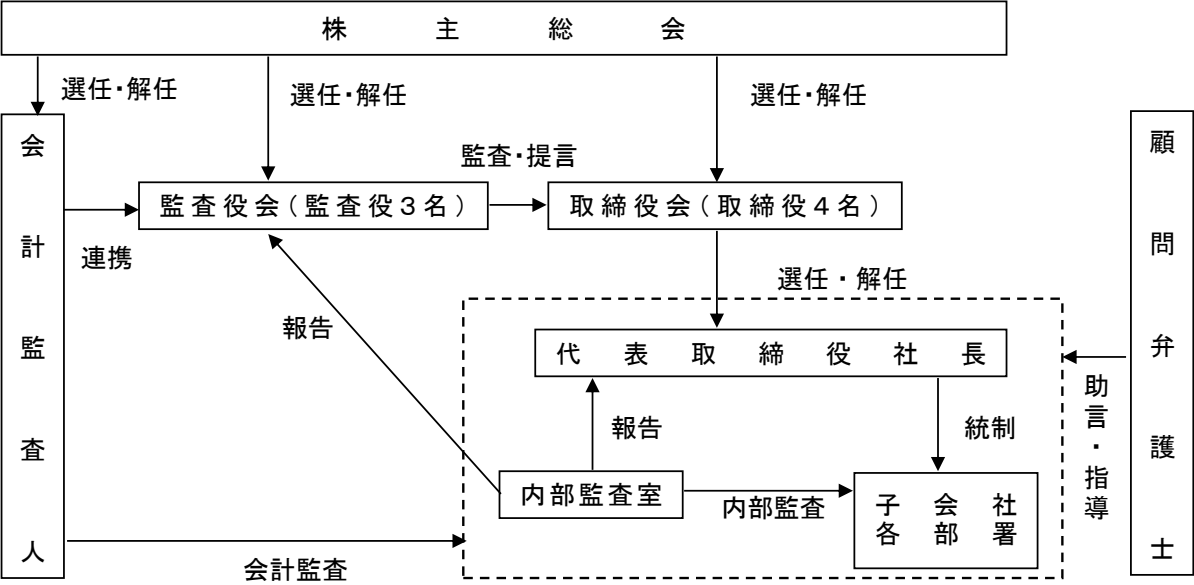 株主総会
選任・解任
選任・解任
選任・解任
会計監査人
顧問弁護士
監査・提言
監査役会(監査役3名)
取締役会(取締役4名)
連携
選任・解任
報告
代表取締役社長
助言・指導
報告
統制
内部監査室
内部監査
子会社
各部署
会計監査